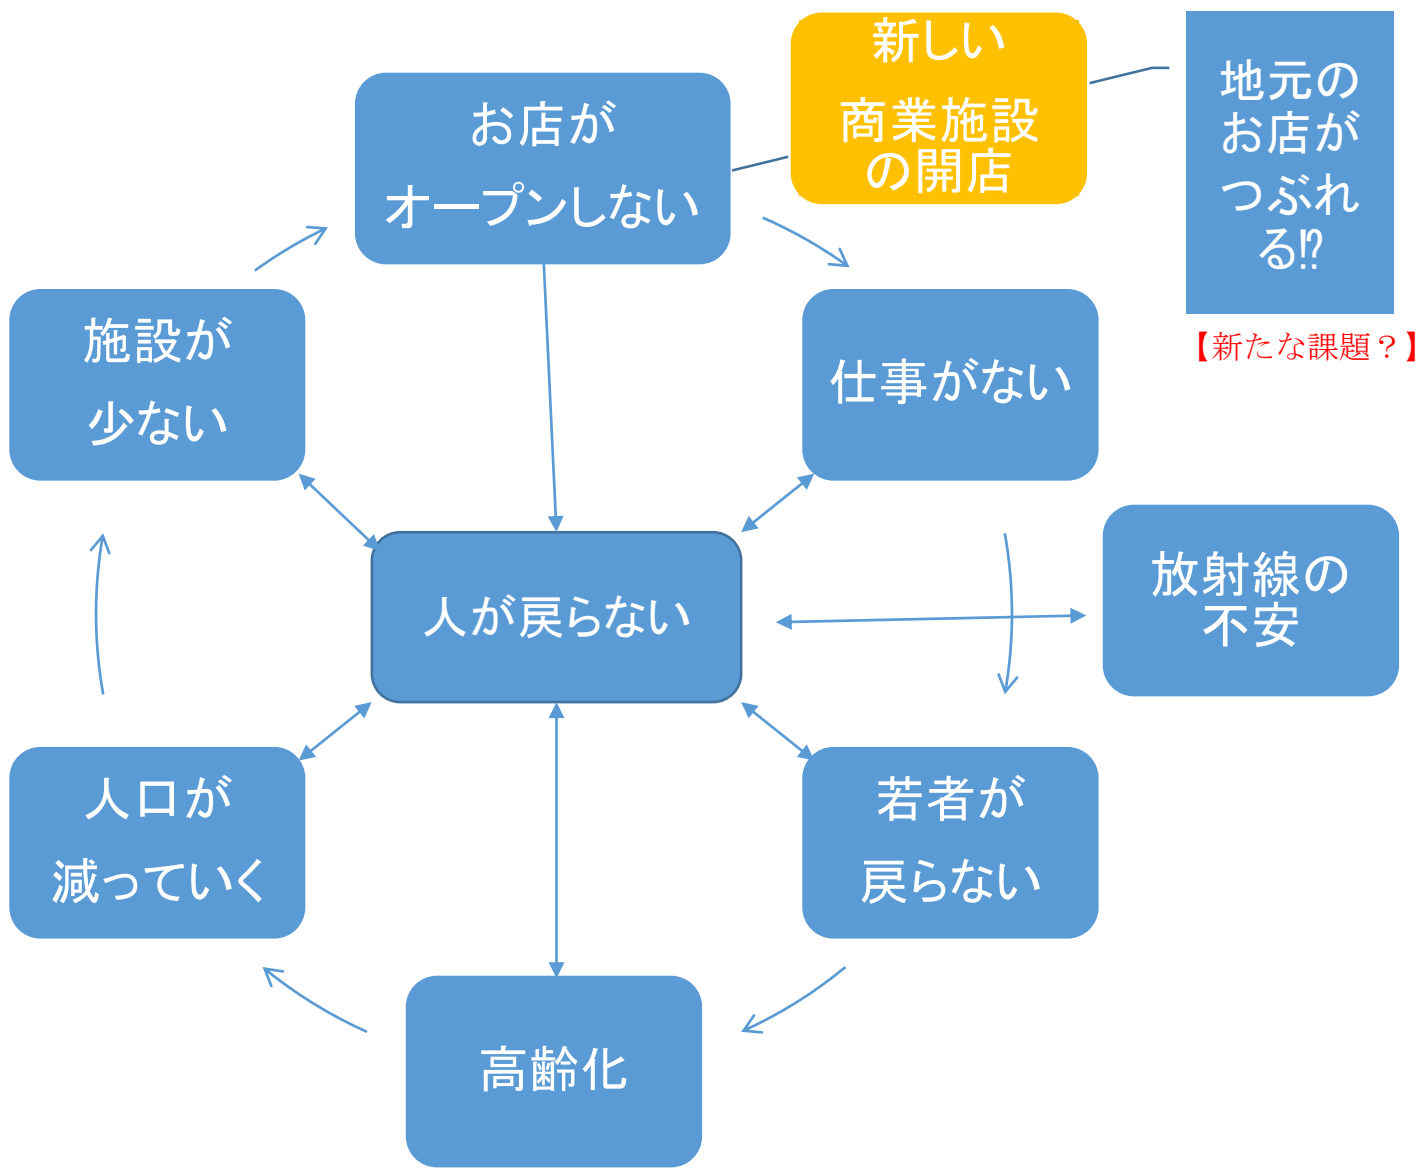 新しい
商業施設
の開店
地元の
お店が
つぶれ
る⁉
【新たな課題？】
お店が
オープンしない
施設が
少ない
仕事がない
人が戻らない
放射線の
不安
人口が
減っていく
若者が
戻らない
高齢化